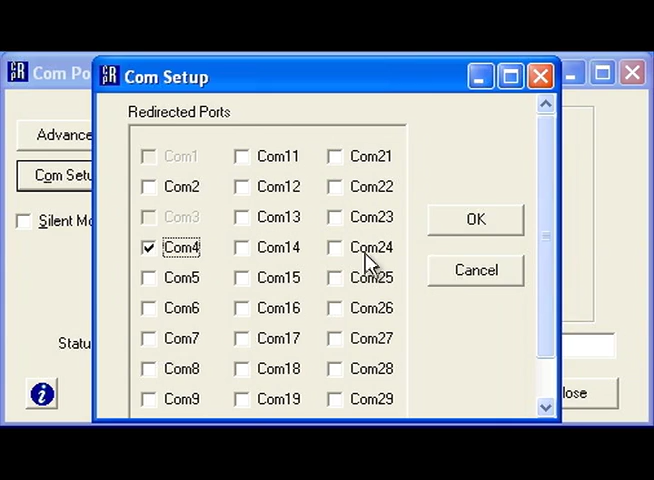 Com Po
Com Setup
Redirected Ports
Advance
Com Setu
Silent Mo
Com1 Com11 Com21
Com2 Com12 Com22
Com3 Com13 Com23
Com4 Com14 Com24
Com5 Com15 Com25
Com6 Com16 Com26
Com7 Com17 Com27
Com8 Com18 Com28
Com9 Com19 Com29
OK
Cancel
Statu
lose